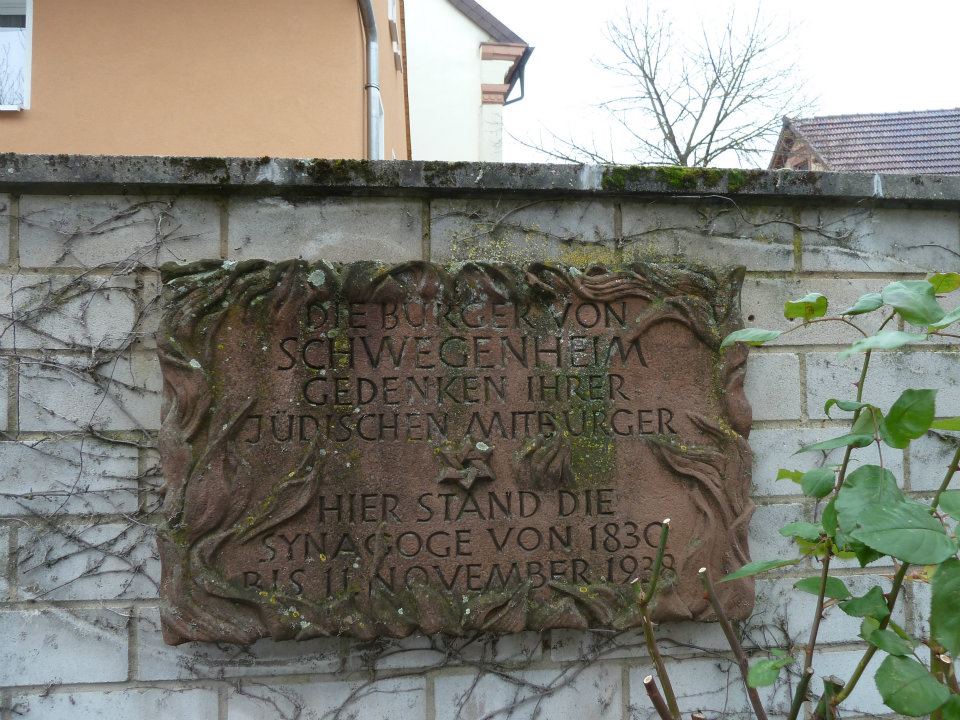 DIE BÜRGER VON
SCHWEGENHEIM
GEDENKEN IHRER
JÜDISCHEN MITBÜRGER
HIER STAND DIE
SYNAGOGE VON 1830
BIS 11. NOVEMBER 1938